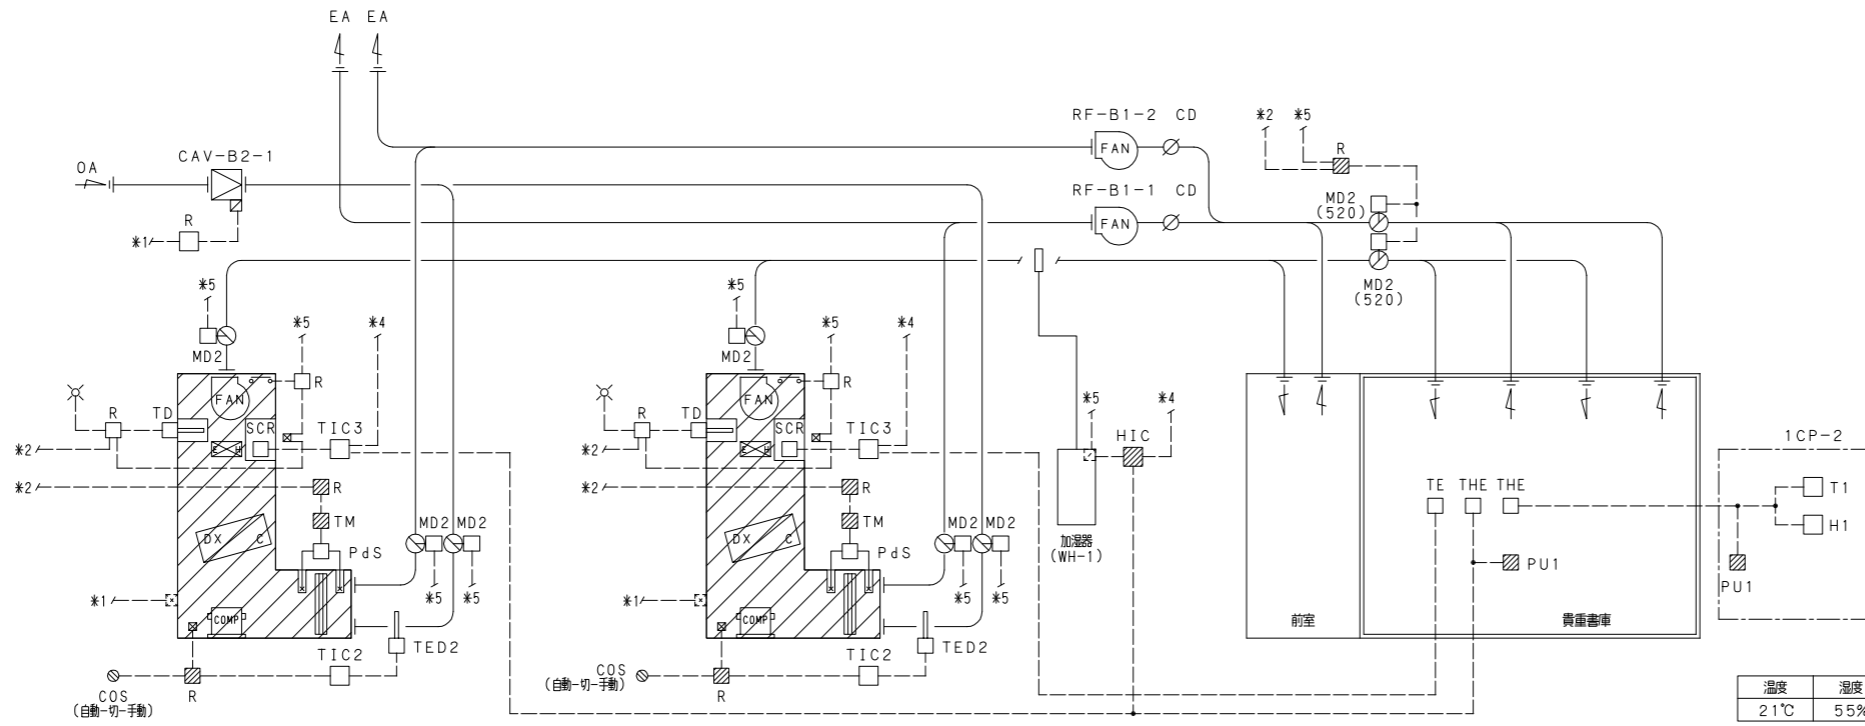 EA EA
RF-B1-2 CD
*2 *5
R
FAN
CAV-B2-1
OA
RF-B1-1 CD
MD2
(520)
FAN
R
*1
MD2
(520)
*5
*5
*5
*4
*5
*4
MD2
MD2
R
R
FAN
FAN
R
TD
SCR
TIC3
R
TD
SCR
TIC3
*5
HIC
*4
1CP-2
*2
*2
E H
E H
*2
R
*2
R
TE THE THE
T1
TM
MD2 MD2
TM
MD2 MD2
H1
DX C
DX C
加湿器
(WH-1)
PdS
PdS
PU1
PU1
*1
*5 *5
*1
*5 *5
COMP
COMP
前室
貴重書庫
TED2
TED2
TIC2
TIC2
COS
(自動-切-手動)
R
COS
(自動-切-手動)
R
温度 湿度
21℃ 55%